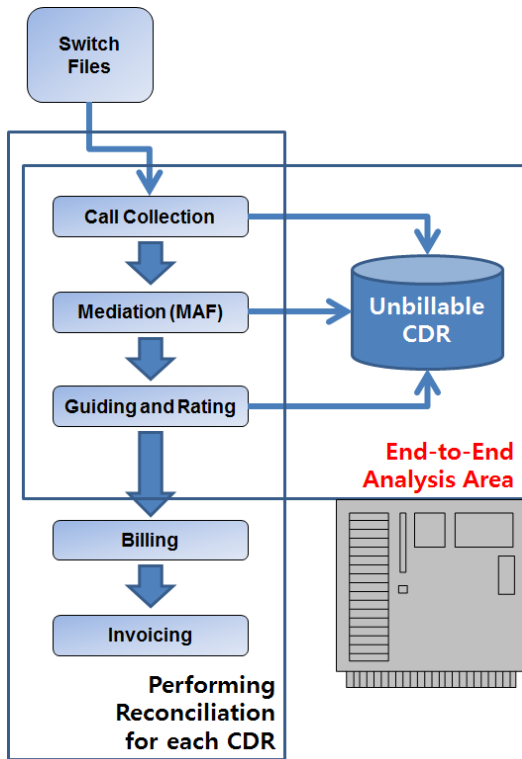 Switch
Files
Call Collection
Mediation (MAF)
Unbillable
CDR
Guiding and Rating
End-to-End
Analysis Area
Billing
Invoicing
Performing
Reconciliation
for each CDR